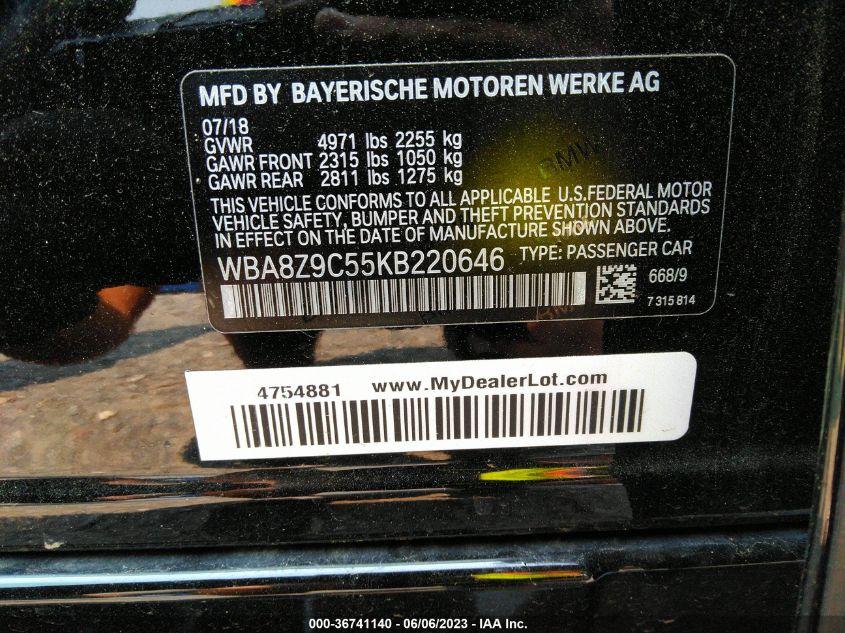 MFD BY BAYERISCHE MOTOREN WERKE AG
07/18
GVWR 4971 lbs 2255 kg
GAWR FRONT 2315 lbs 1050 kg
GAWR REAR 2811 lbs 1275 kg
THIS VEHICLE CONFORMS TO ALL APPLICABLE U.S.FEDERAL MOTOR
VEHICLE SAFETY, BUMPER AND THEFT PREVENTION STANDARDS
IN EFFECT ON THE DATE OF MANUFACTURE SHOWN ABOVE.
WBA8Z9C55KB220646 TYPE: PASSENGER CAR
668/9
7 315 814
BMW
4754881 www.MyDealerLot.com
000-36741140 - 06/06/2023 - IAA Inc.